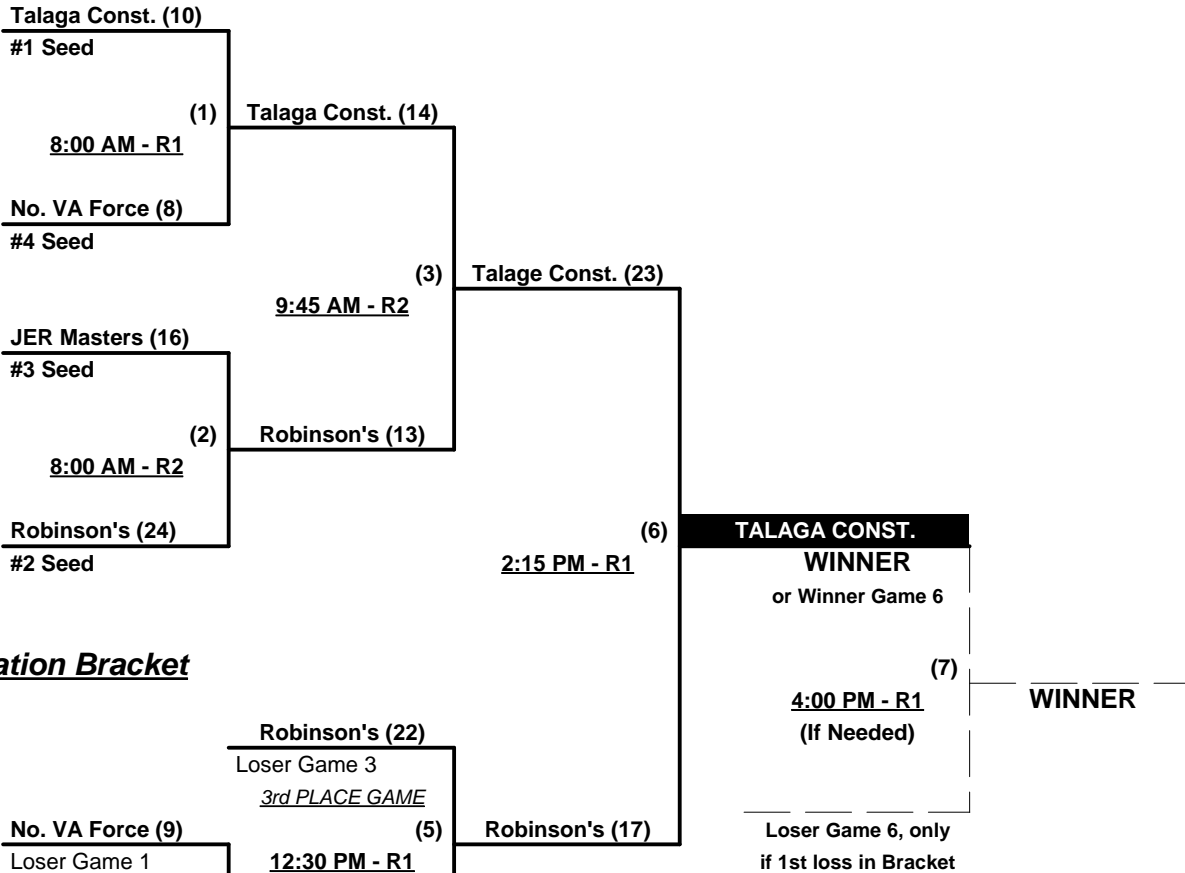 Talaga Const. (10)
#1 Seed
(1)
Talaga Const. (14)
8:00 AM - R1
No. VA Force (8)
#4 Seed
(3)
Talage Const. (23)
9:45 AM - R2
JER Masters (16)
#3 Seed
(2)
Robinson's (13)
8:00 AM - R2
Robinson's (24)
#2 Seed
(6)
TALAGA CONST.
2:15 PM - R1
WINNER
or Winner Game 6
ation Bracket
(7)
4:00 PM - R1
WINNER
(If Needed)
Robinson's (22)
Loser Game 3
3rd PLACE GAME
No. VA Force (9)
(5)
Robinson's (17)
Loser Game 6, only
Loser Game 1
12:30 PM - R1
if 1st loss in Bracket